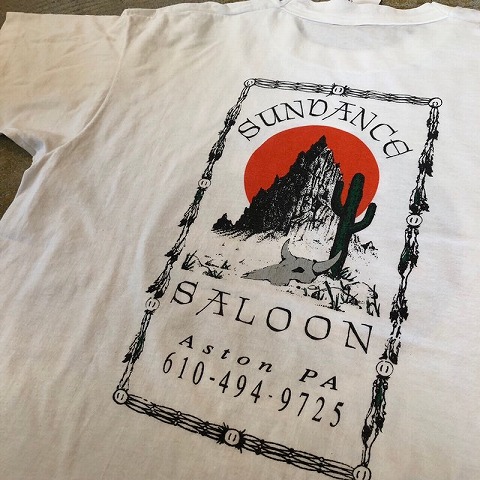 SUNDANCE
SALOON
Aston PA
610-494-9725